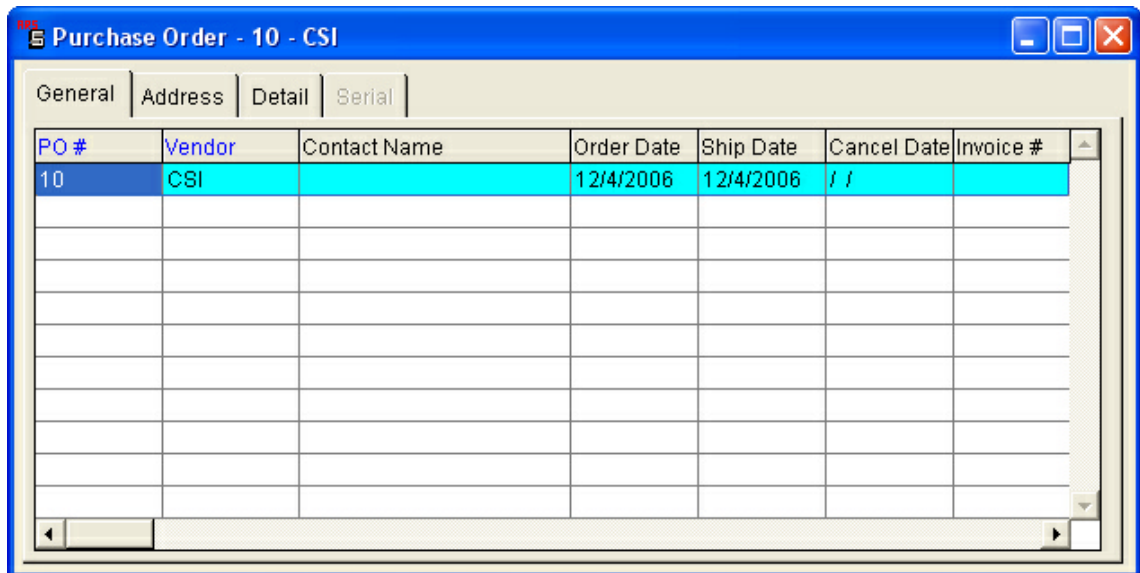 Purchase Order - 10 - CSI
General Address Detail Serial
PO # Vendor Contact Name Order Date Ship Date Cancel Date Invoice #
10 CSI 12/4/2006 12/4/2006 / /